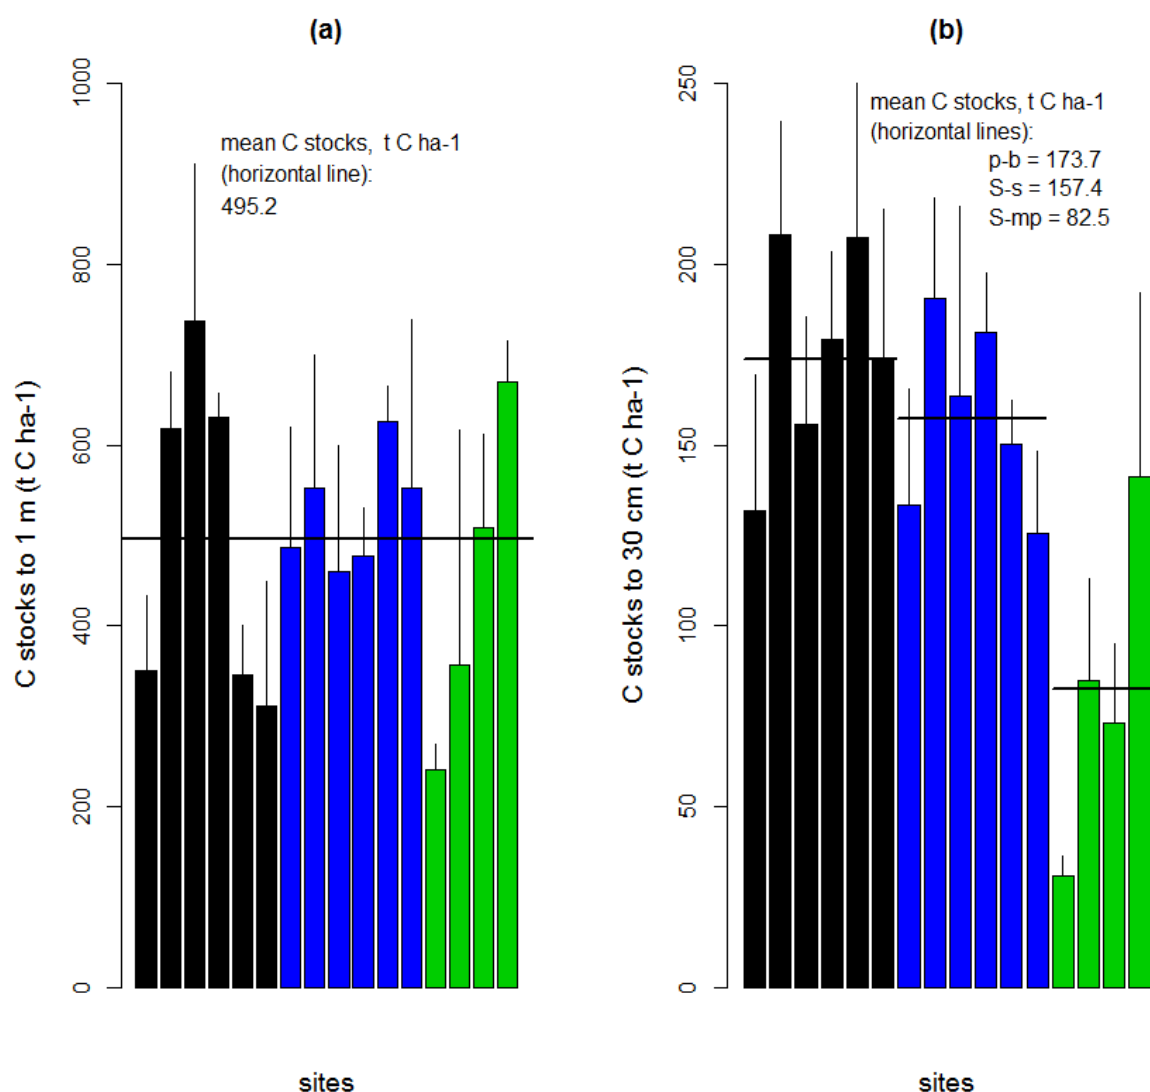 (a)
C stocks to 1 m (t C ha-1)
1000
800
600
400
200
0
mean C stocks,  t C ha-1
(horizontal line):
495.2
sites
(b)
C stocks to 30 cm (t C ha-1)
250
200
150
100
50
0
mean C stocks, t C ha-1
(horizontal lines):
p-b = 173.7
S-s = 157.4
S-mp = 82.5
sites